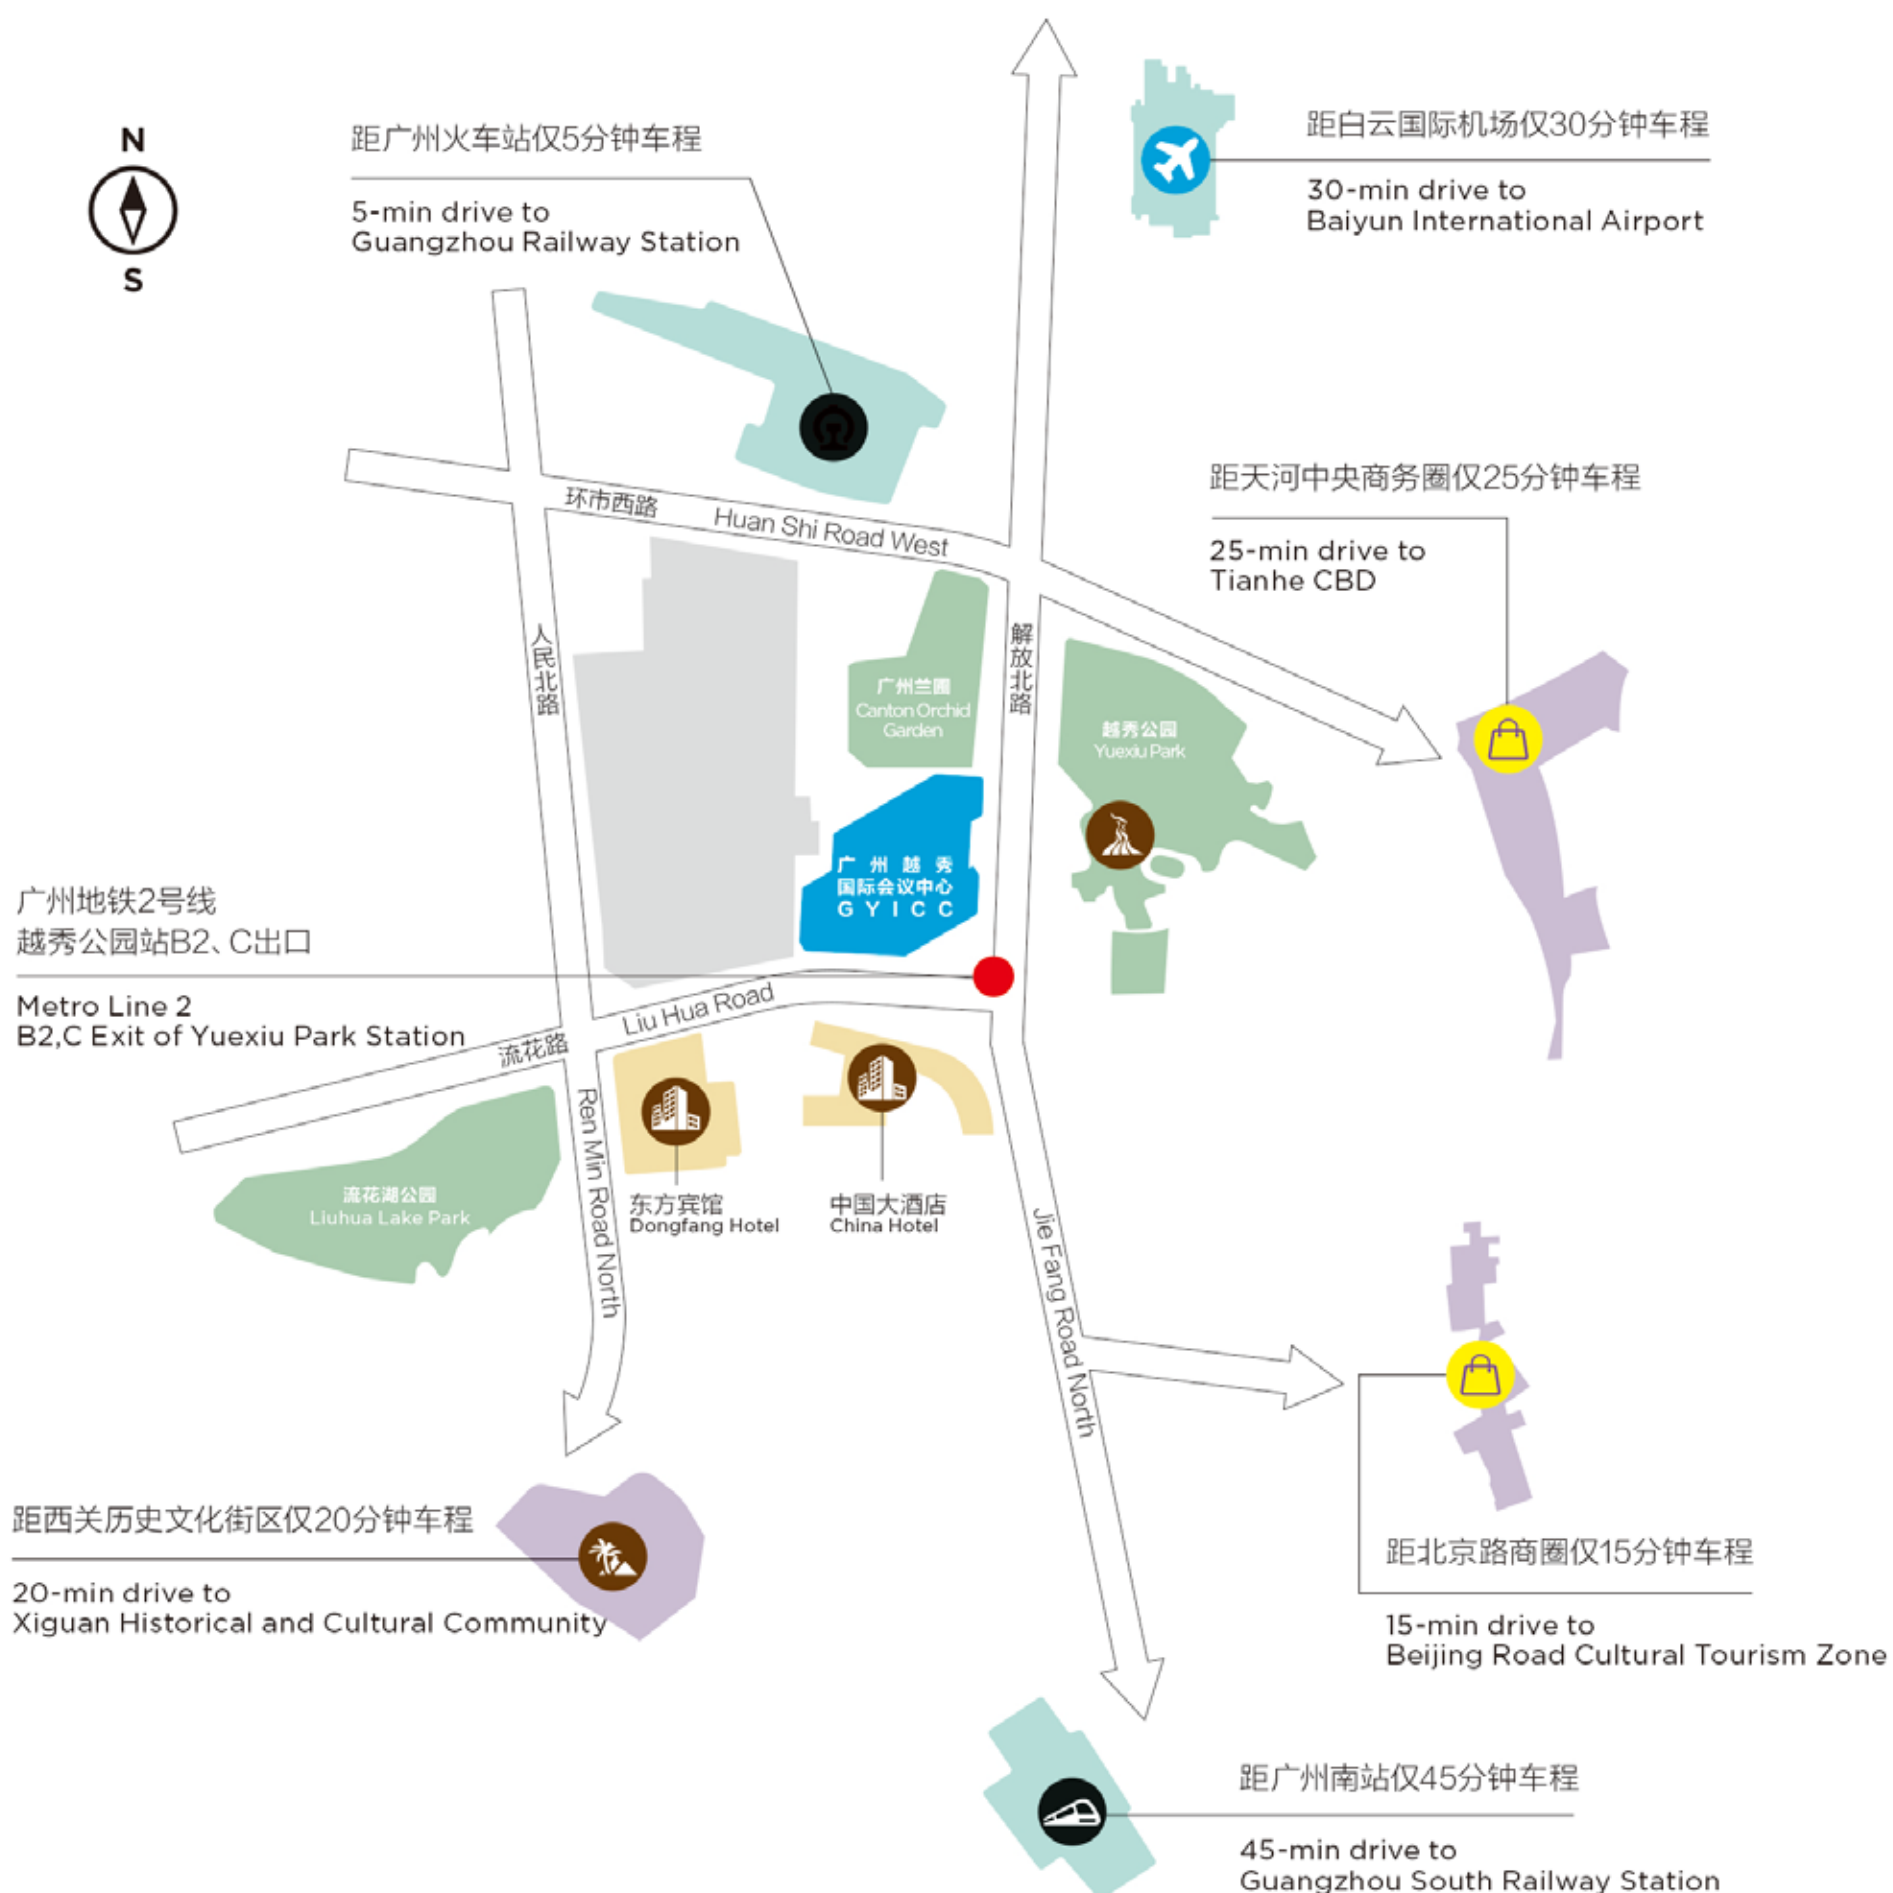 N
S
距广州火车站仅5分钟车程
5-min drive to
Guangzhou Railway Station
距白云国际机场仅30分钟车程
30-min drive to
Baiyun International Airport
距天河中央商务圈仅25分钟车程
25-min drive to
Tianhe CBD
环市西路 Huan Shi Road West
人民北路
解放北路
广州兰圃
Canton Orchid
Garden
越秀公园
Yuexiu Park
广州越秀
国际会议中心
GYICC
广州地铁2号线
越秀公园站B2、C出口
Metro Line 2
B2,C Exit of Yuexiu Park Station
流花路 Liu Hua Road
流花湖公园
Liuhua Lake Park
Ren Min Road North
东方宾馆
Dongfang Hotel
中国大酒店
China Hotel
Jie Fang Road North
距西关历史文化街区仅20分钟车程
20-min drive to
Xiguan Historical and Cultural Community
距北京路商圈仅15分钟车程
15-min drive to
Beijing Road Cultural Tourism Zone
距广州南站仅45分钟车程
45-min drive to
Guangzhou South Railway Station